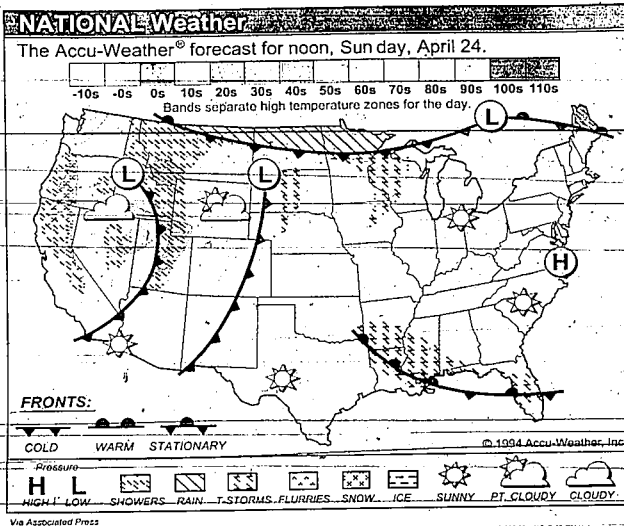 NATIONAL Weather
The Accu-Weather® forecast for noon, Sunday, April 24.
-10s -0s 0s 10s 20s 30s 40s 50s 60s 70s 80s 90s 100s 110s
Bands separate high temperature zones for the day.
L
L
L
H
FRONTS:
COLD WARM STATIONARY
© 1994 Accu-Weather, Inc
Pressure
H L
HIGH LOW SHOWERS RAIN T-STORMS FLURRIES SNOW ICE SUNNY PT. CLOUDY CLOUDY
Via Associated Press